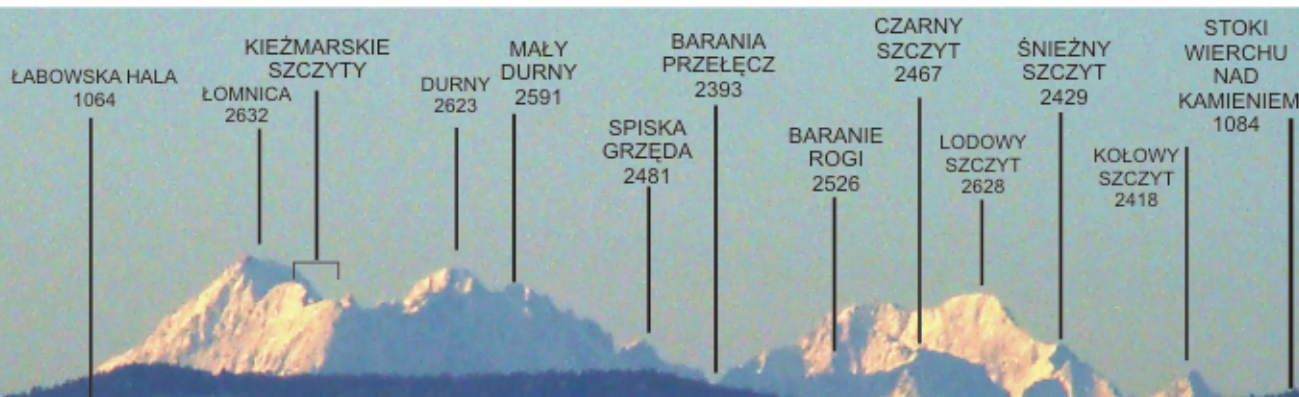 ŁABOWSKA HALA
1064
ŁOMNICA
2632
KIEŻMARSKIE
SZCZYTY
DURNY
2623
MAŁY
DURNY
2591
SPISKA
GRZĘDA
2481
BARANIA
PRZEŁĘCZ
2393
BARANIE
ROGI
2526
CZARNY
SZCZYT
2467
LODOWY
SZCZYT
2628
ŚNIEŻNY
SZCZYT
2429
KOŁOWY
SZCZYT
2418
STOKI
WIERCHU
NAD
KAMIENIEM
1084